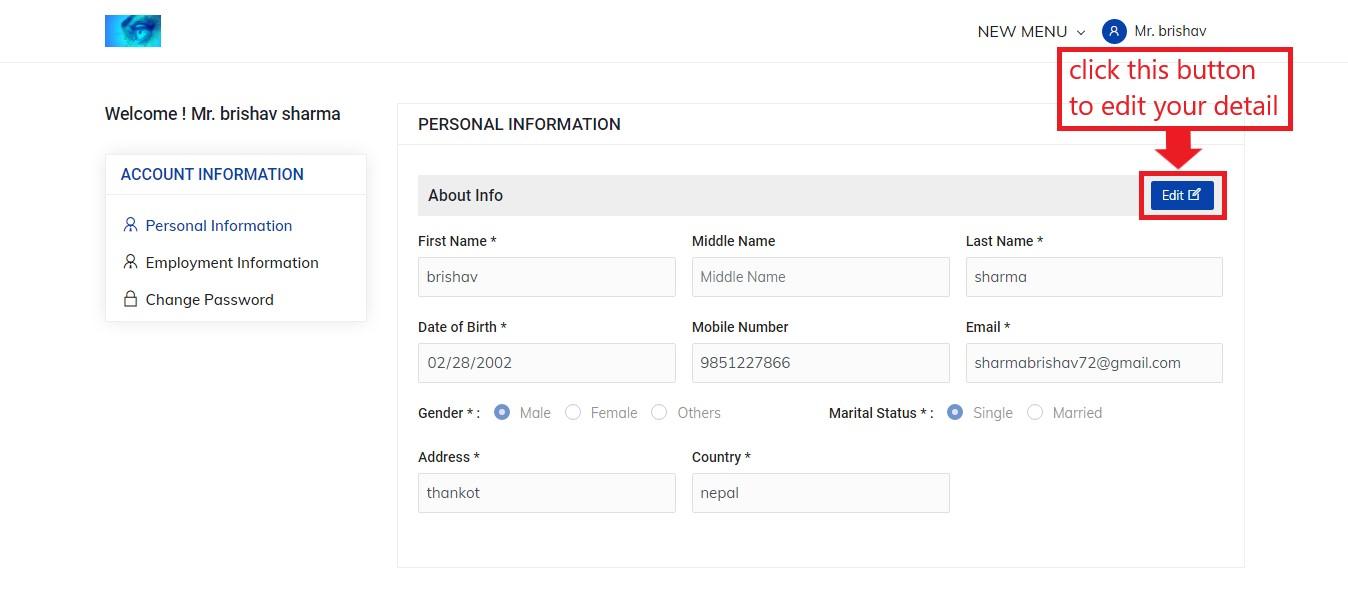 NEW MENU
Mr. brishav
click this button
to edit your detail
Welcome ! Mr. brishav sharma
ACCOUNT INFORMATION
Personal Information
Employment Information
Change Password
PERSONAL INFORMATION
About Info
Edit
First Name * Middle Name Last Name *
brishav Middle Name sharma
Date of Birth * Mobile Number Email *
02/28/2002 9851227866 sharmabrishav72@gmail.com
Gender * : Male Female Others Marital Status * : Single Married
Address * Country *
thankot nepal